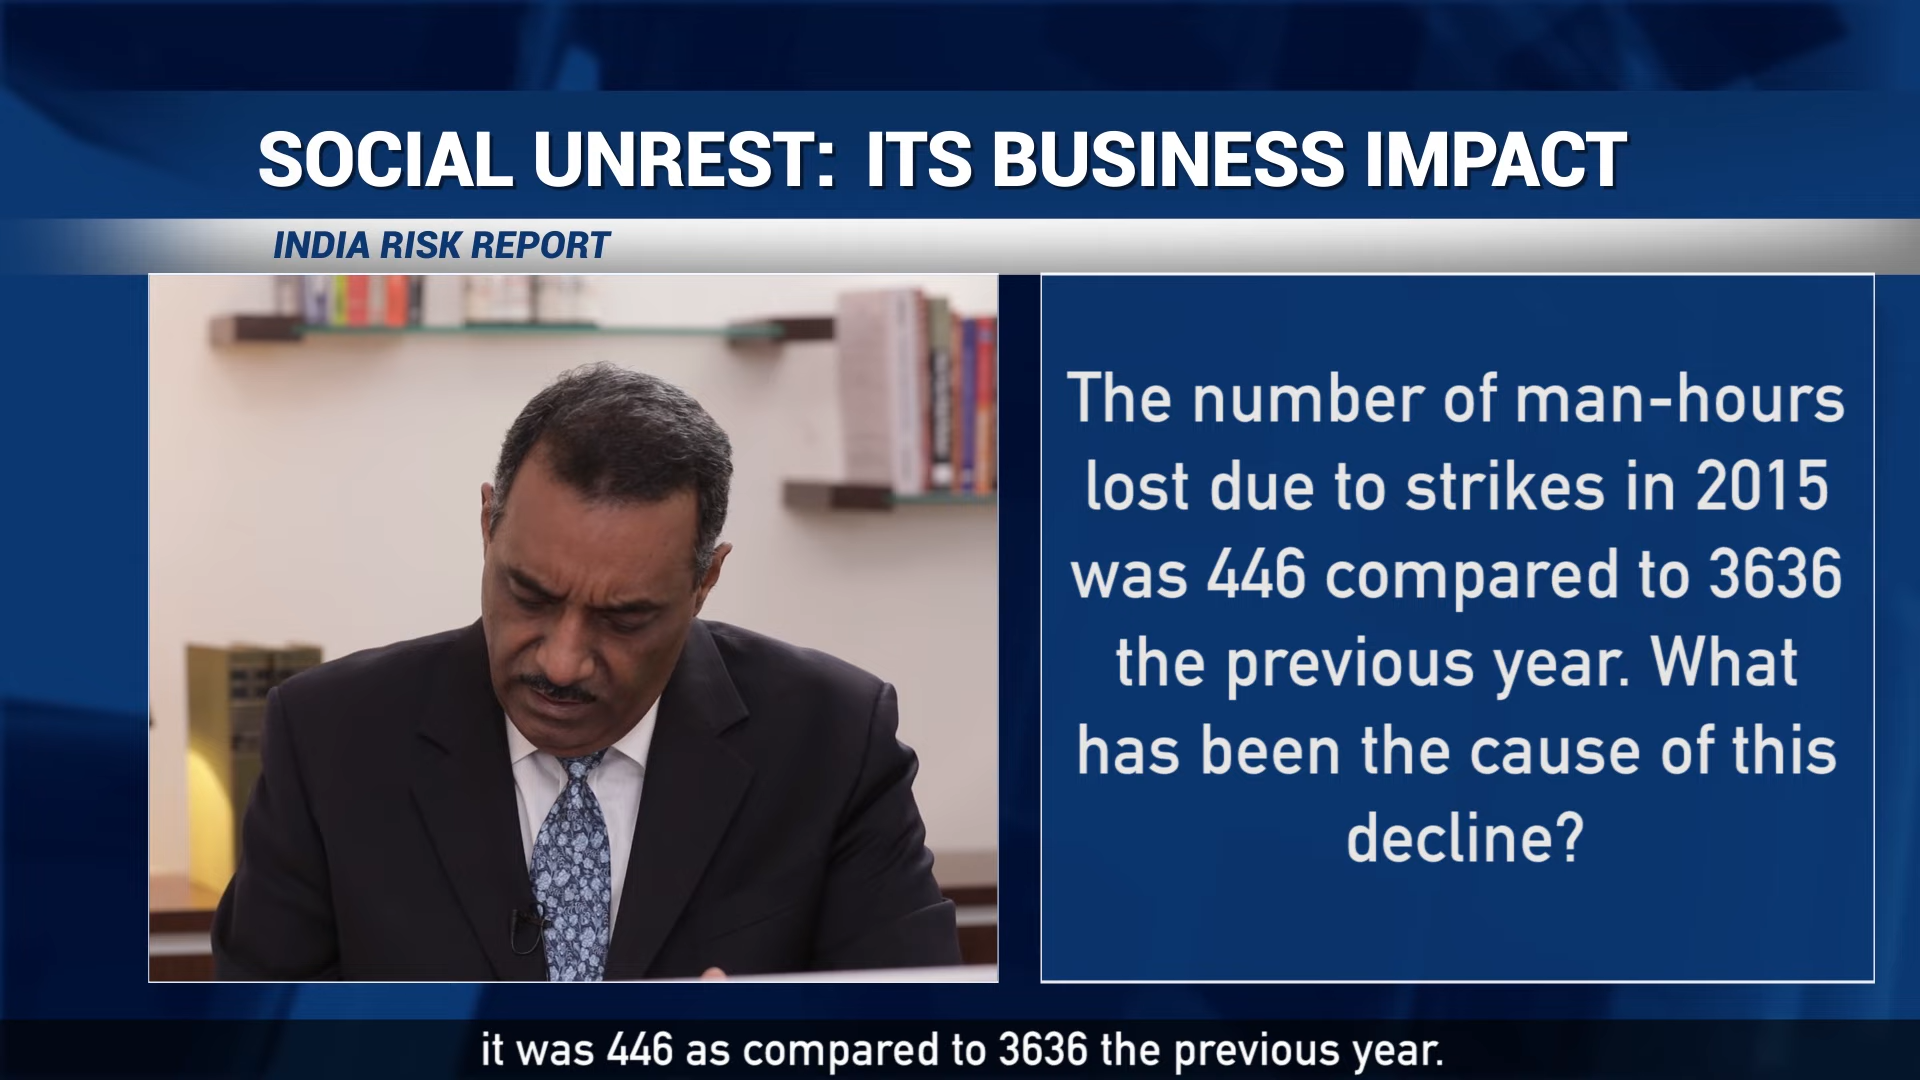 SOCIAL UNREST: ITS BUSINESS IMPACT
INDIA RISK REPORT
The number of man-hours
lost due to strikes in 2015
was 446 compared to 3636
the previous year. What
has been the cause of this
decline?
it was 446 as compared to 3636 the previous year.